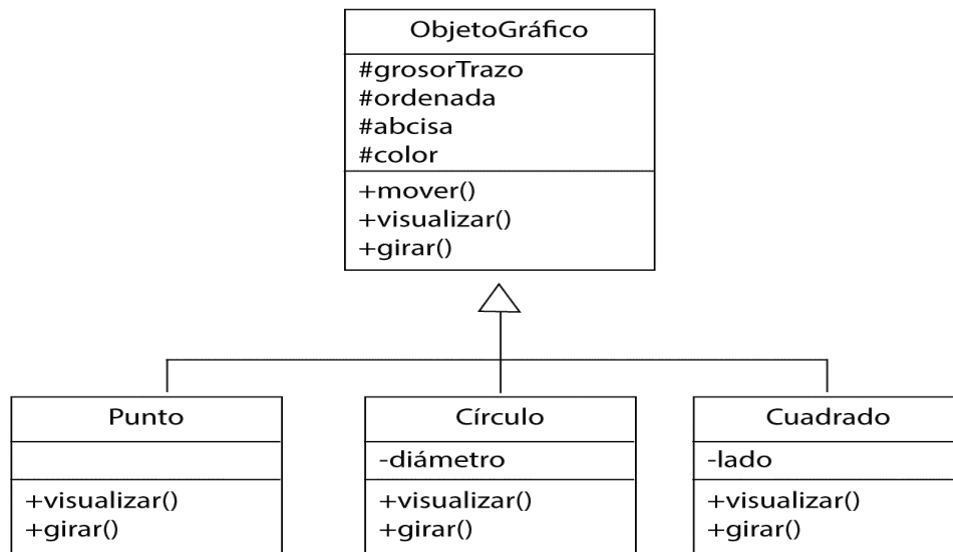 ObjetoGráfico
#grosorTrazo
#ordenada
#abcisa
#color
+mover()
+visualizar()
+girar()
Punto
+visualizar()
+girar()
Círculo
-diámetro
+visualizar()
+girar()
Cuadrado
-lado
+visualizar()
+girar()